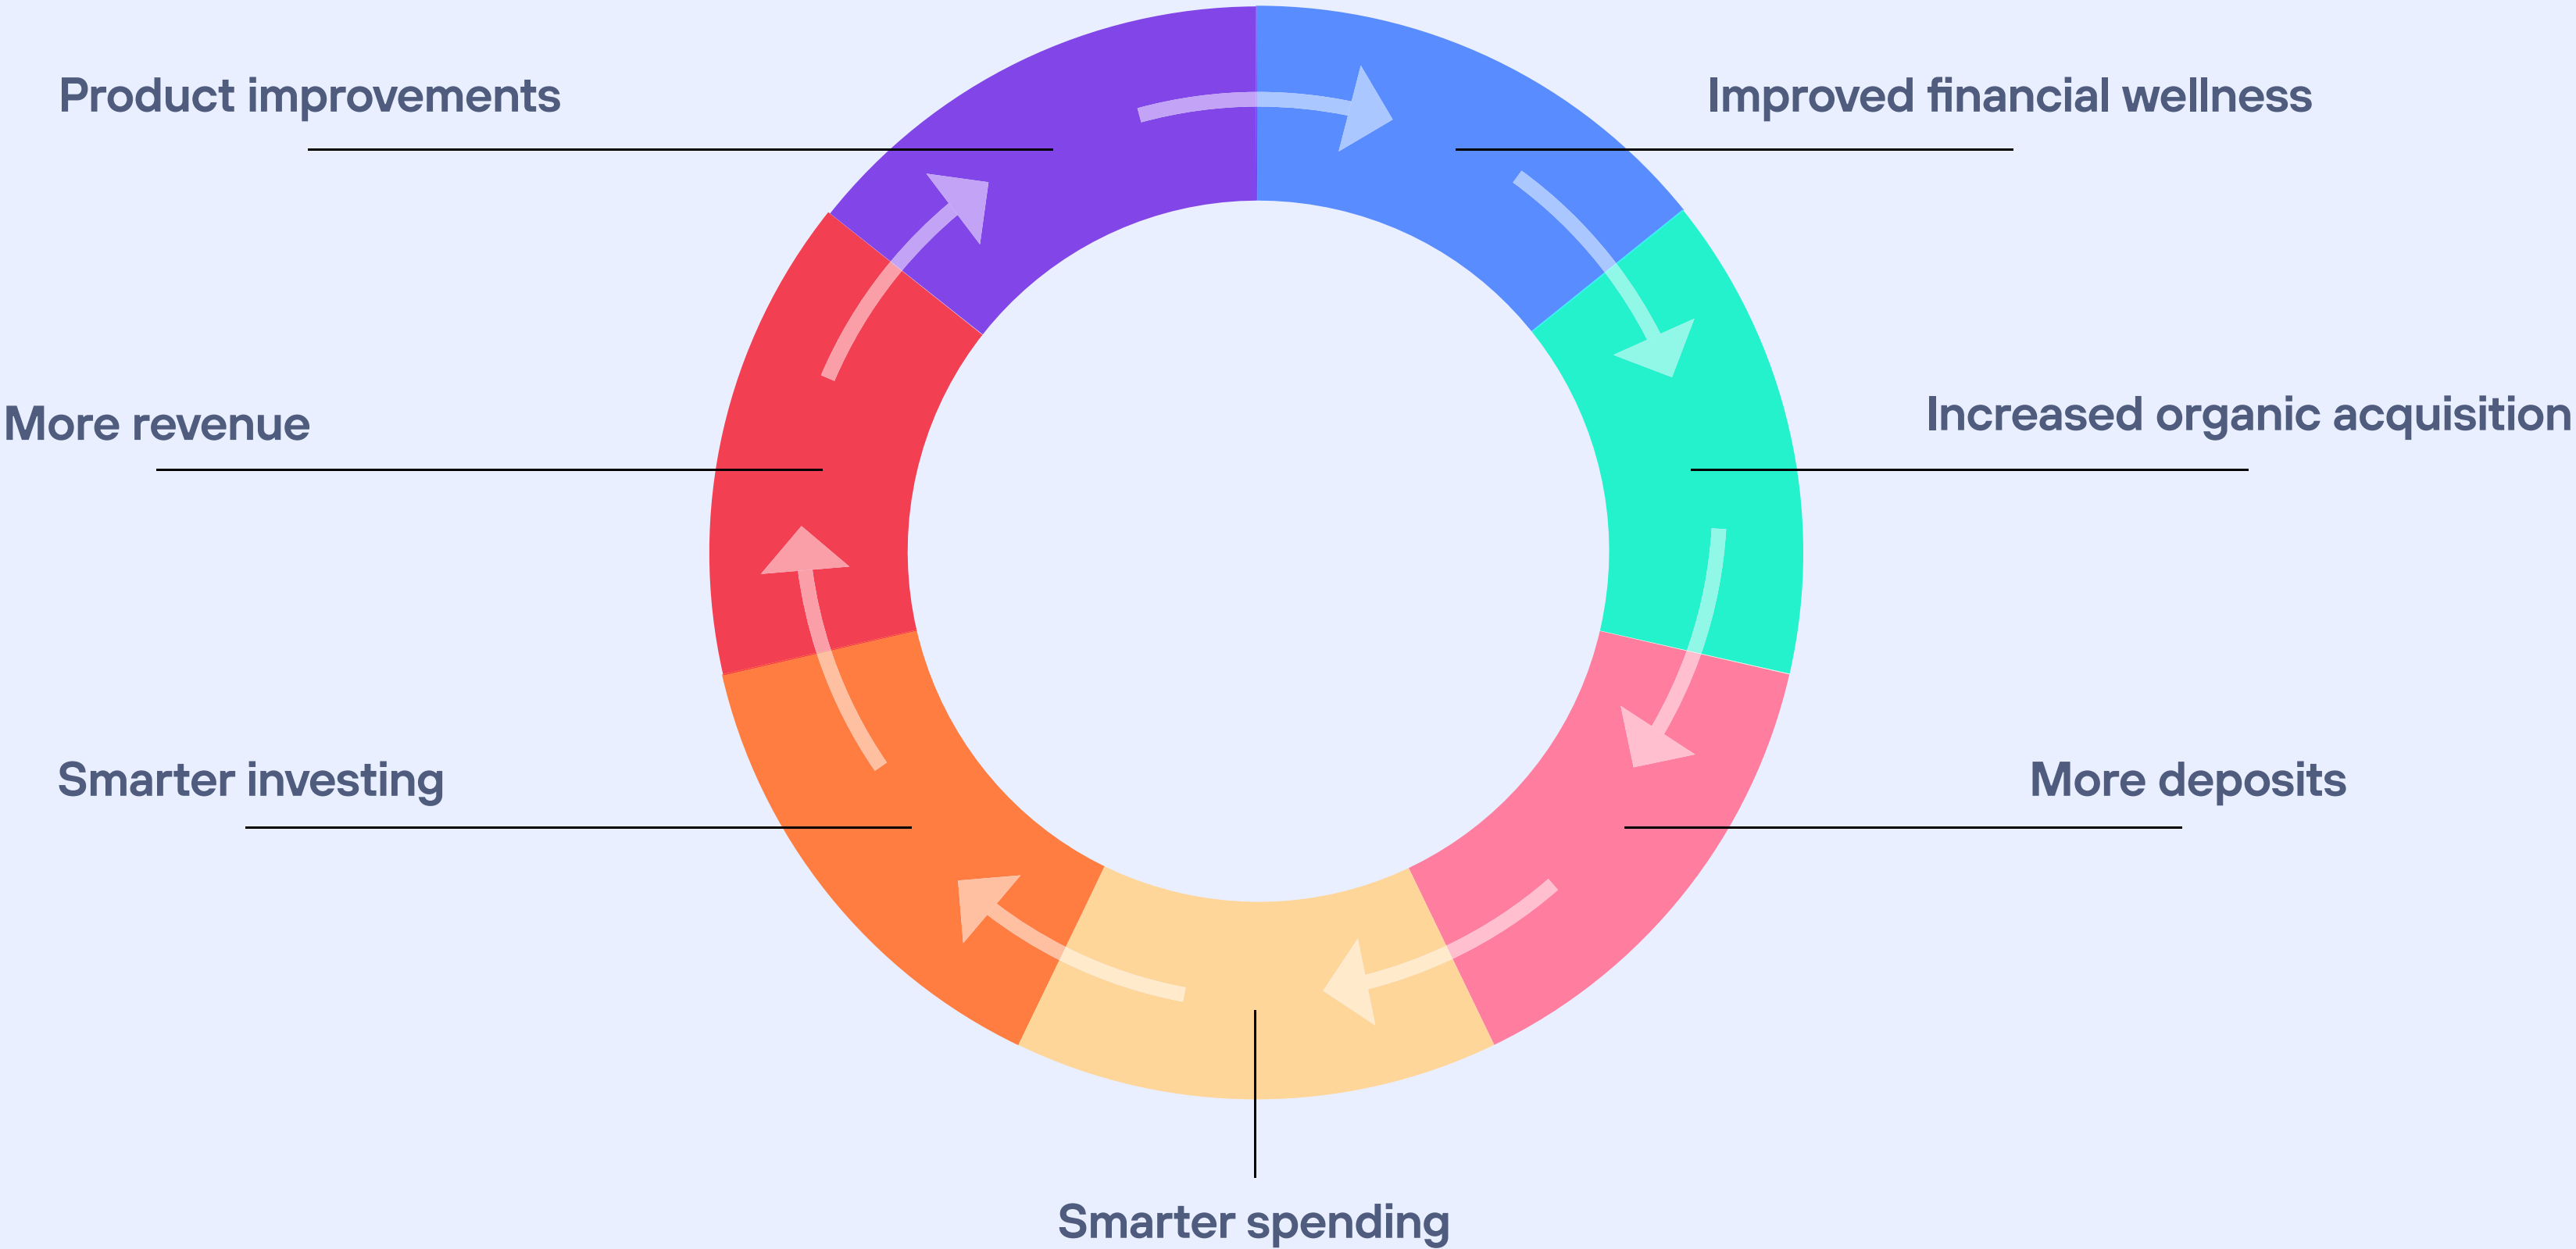 Product improvements
Improved financial wellness
More revenue
Increased organic acquisition
Smarter investing
More deposits
Smarter spending